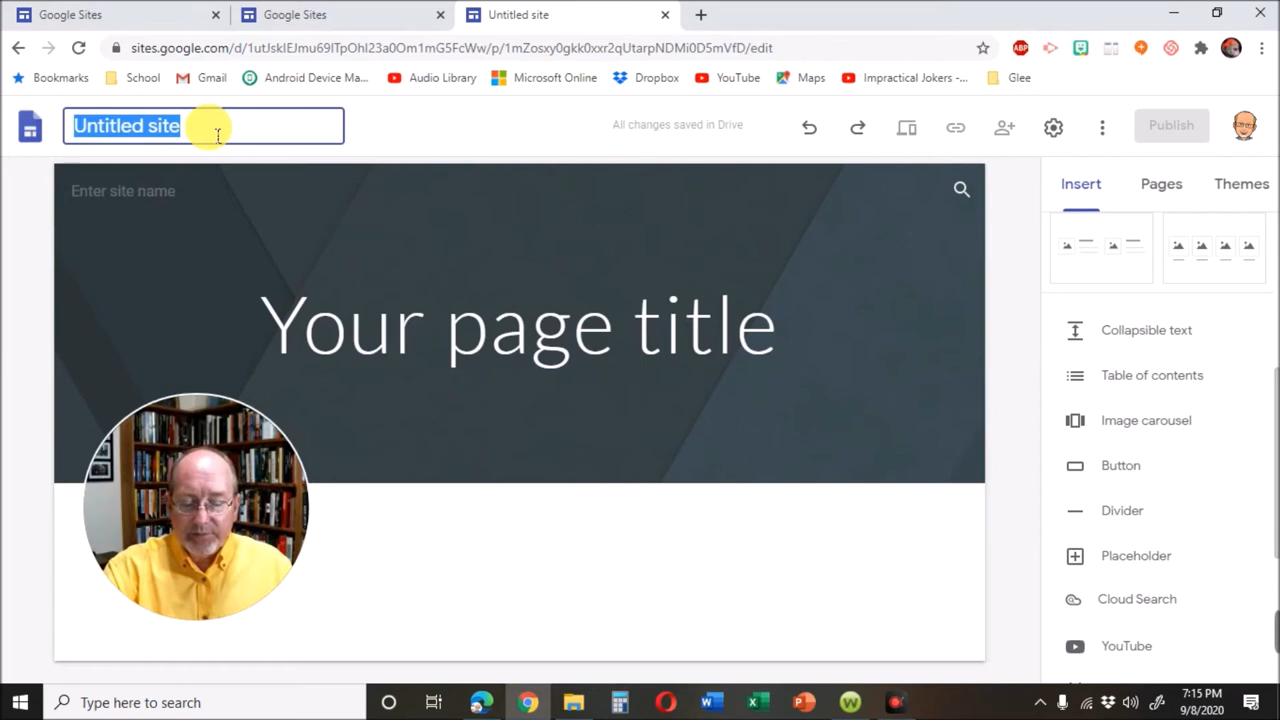 Google Sites
Google Sites
Untitled site
sites.google.com/d/1utJskIEJmu69lTpOhI23a0Om1mG5FcWw/p/1mZosxy0gkk0xxr2qUtarpNDMi0D5mVfD/edit
ABP
Bookmarks
School
Gmail
Android Device Ma...
Audio Library
Microsoft Online
Dropbox
YouTube
Maps
Impractical Jokers -...
Glee
Untitled site
All changes saved in Drive
Publish
Insert
Pages
Themes
Enter site name
Your page title
Collapsible text
Table of contents
Image carousel
Button
Divider
Placeholder
Cloud Search
YouTube
Type here to search
7:15 PM
9/8/2020